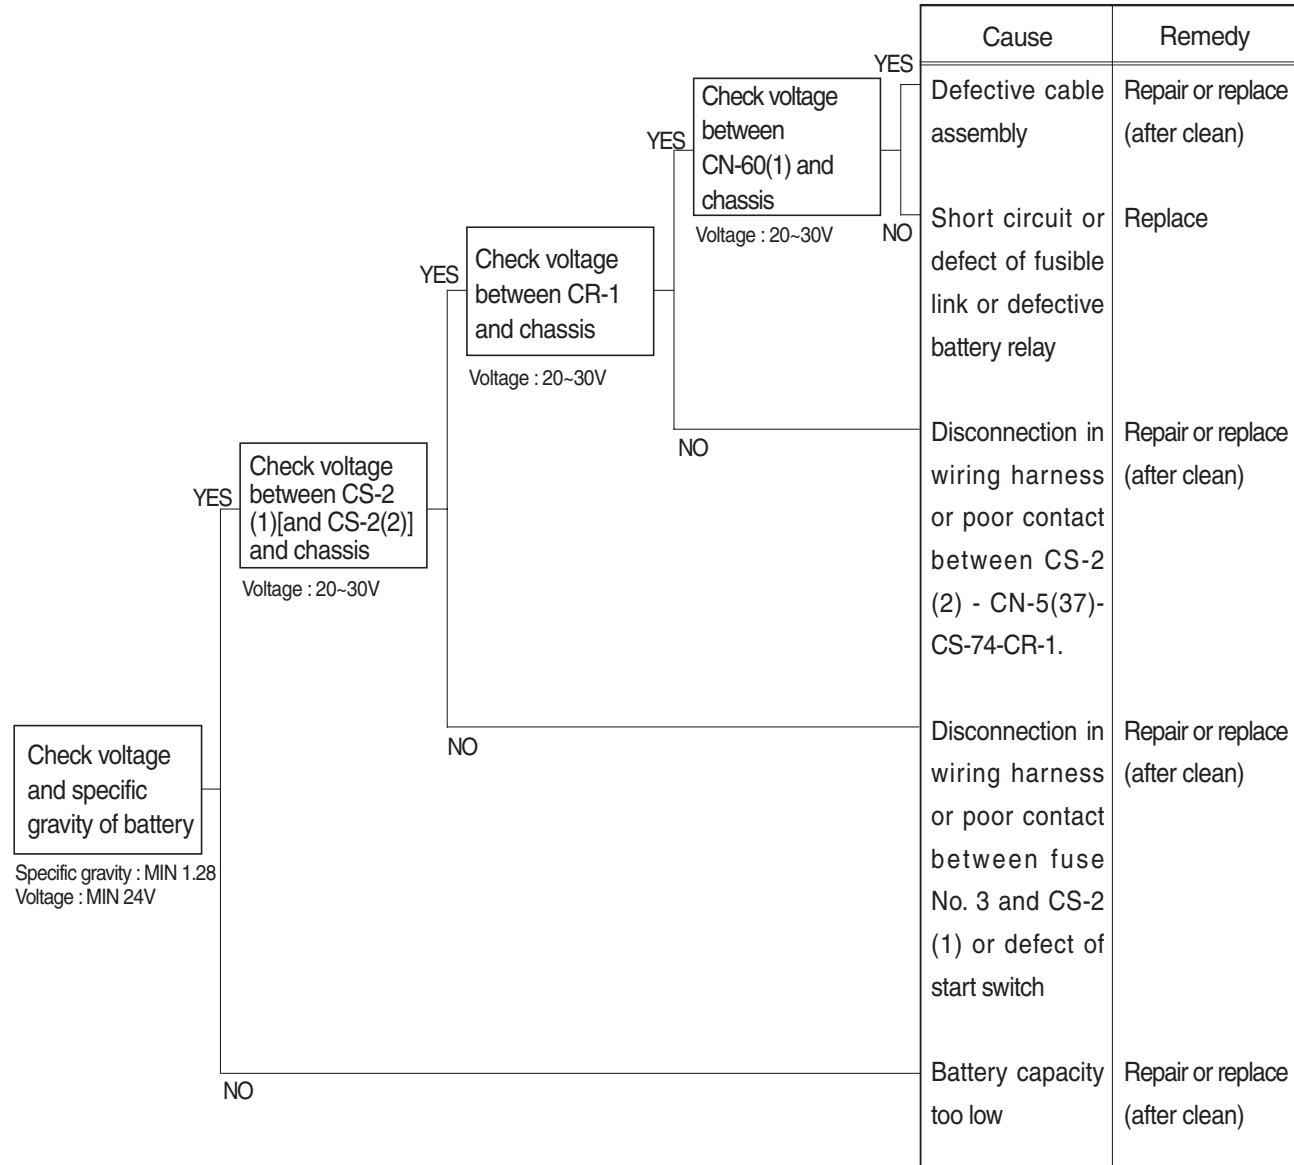 Cause
Remedy
YES
Check voltage
between
CN-60(1) and
chassis
Voltage : 20~30V
Defective cable
assembly
Repair or replace
(after clean)
YES
NO
Short circuit or
defect of fusible
link or defective
battery relay
Replace
YES
Check voltage
between CR-1
and chassis
Voltage : 20~30V
NO
Disconnection in
wiring harness
or poor contact
between CS-2
(2) - CN-5(37)-
CS-74-CR-1.
Repair or replace
(after clean)
YES
Check voltage
between CS-2
(1)[and CS-2(2)]
and chassis
Voltage : 20~30V
NO
Disconnection in
wiring harness
or poor contact
between fuse
No. 3 and CS-2
(1) or defect of
start switch
Repair or replace
(after clean)
Check voltage
and specific
gravity of battery
Specific gravity : MIN 1.28
Voltage : MIN 24V
NO
Battery capacity
too low
Repair or replace
(after clean)